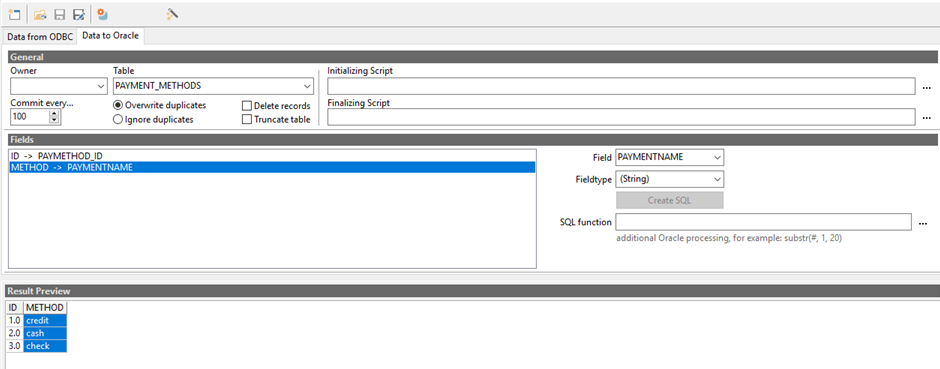 Data from ODBC Data to Oracle
General
Owner Table Initializing Script
PAYMENT_METHODS ...
Commit every... Overwrite duplicates Delete records Finalizing Script
100 Ignore duplicates Truncate table ...
Fields
ID -> PAYMETHOD_ID
METHOD -> PAYMENTNAME
Field PAYMENTNAME
Fieldtype (String)
Create SQL
SQL function ...
additional Oracle processing, for example: substr(#, 1, 20)
Result Preview
ID METHOD
1.0 credit
2.0 cash
3.0 check